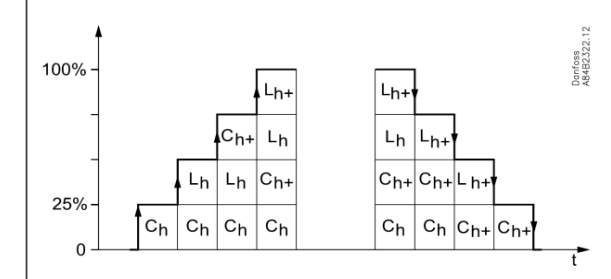 100%
Lh+ Lh+
Ch+ Lh Lh Lh+
Lh Lh Ch+ Ch+ Ch+ Lh+
25%
Ch Ch Ch Ch Ch Ch Ch+ Ch+
0
t
Danfoss
A84B2322.12